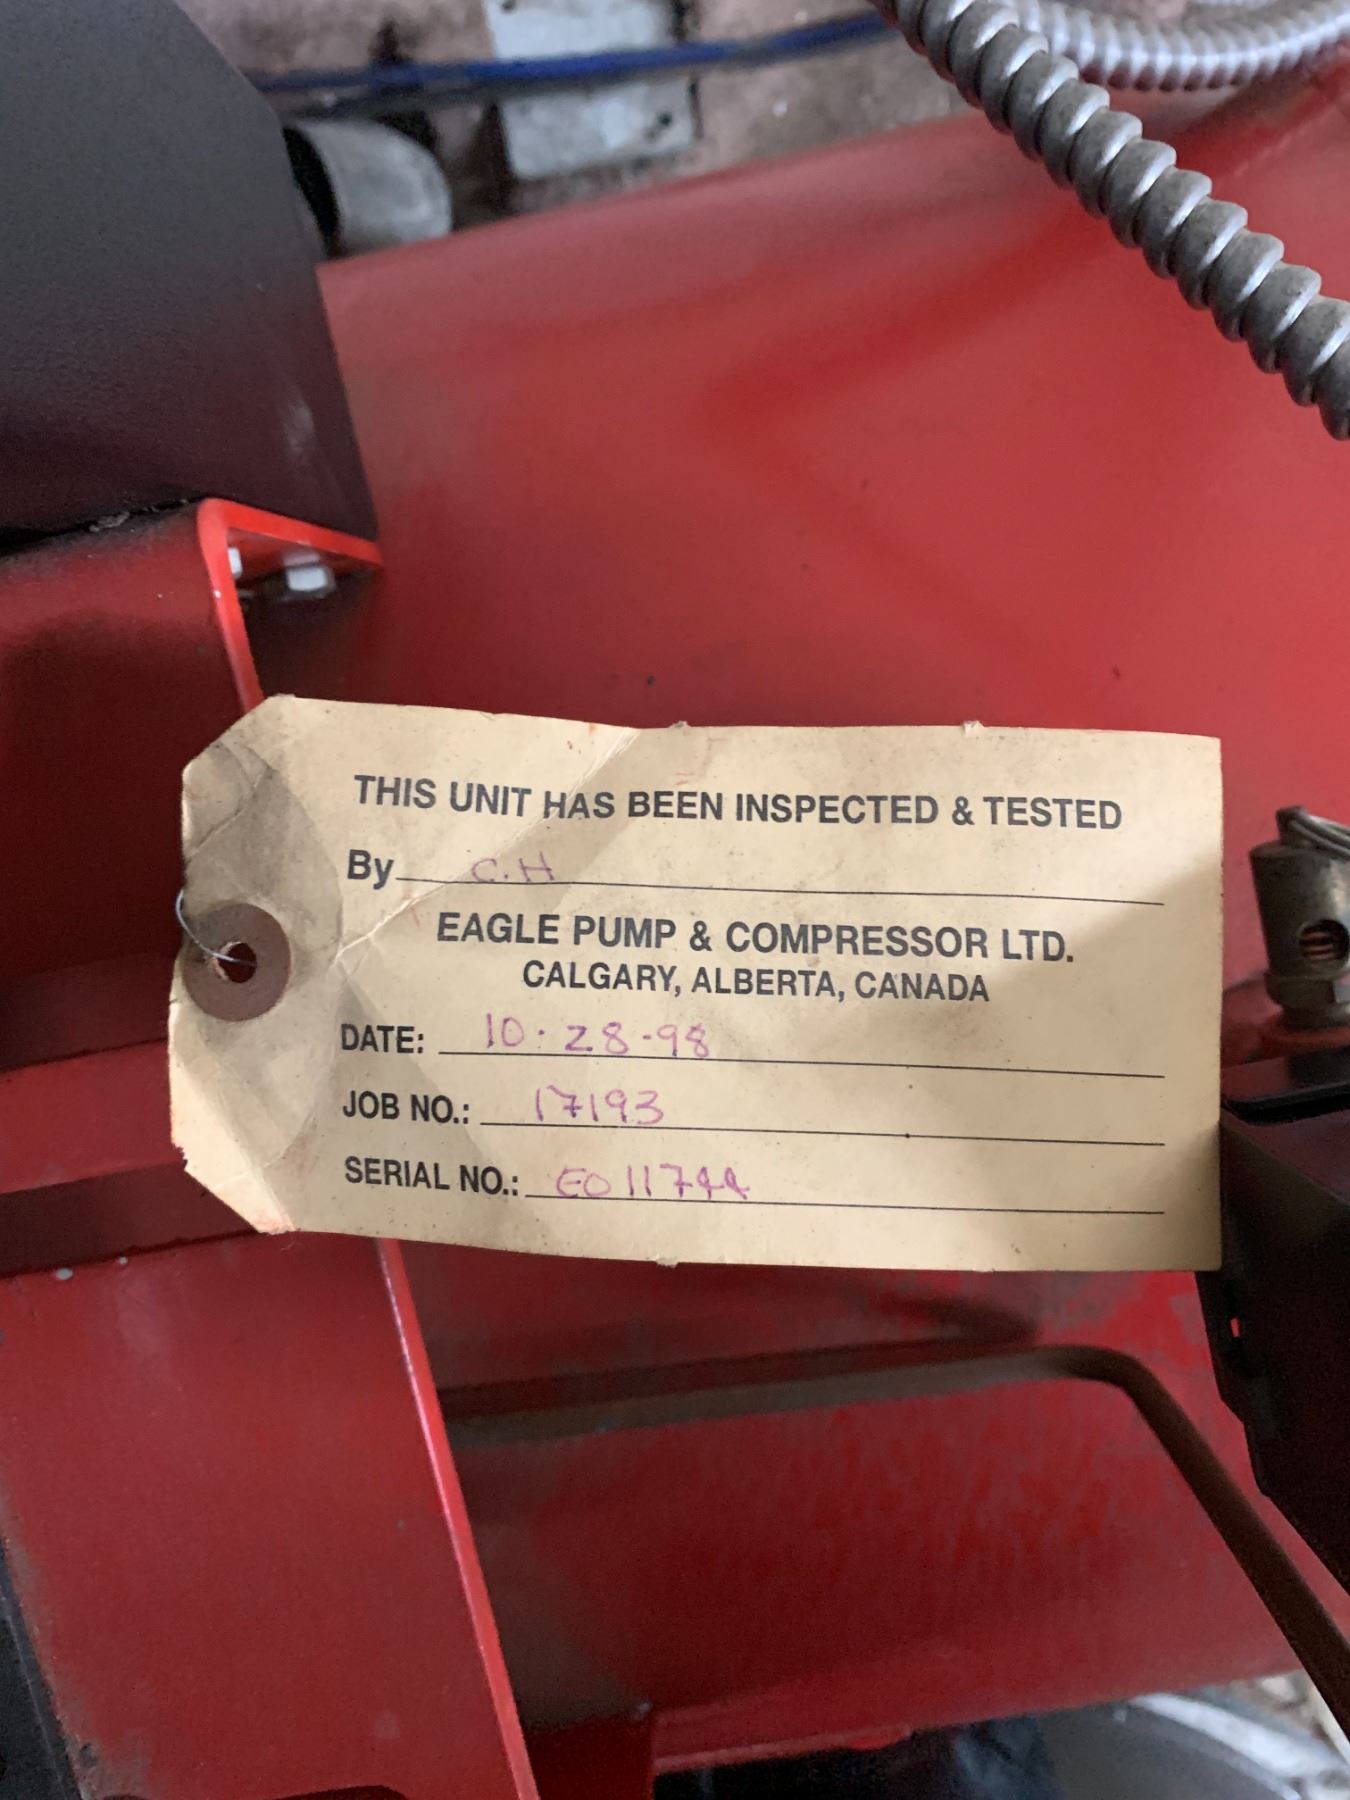 THIS UNIT HAS BEEN INSPECTED & TESTED
By C.H
EAGLE PUMP & COMPRESSOR LTD.
CALGARY, ALBERTA, CANADA
DATE: 10·28-98
JOB NO.: 17193
SERIAL NO.: E011744